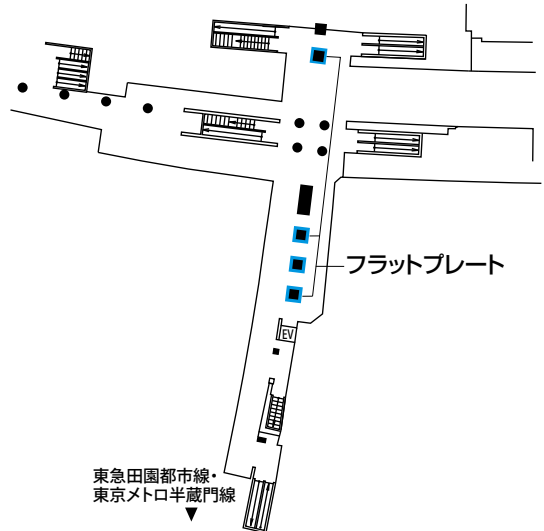 フラットプレート
EV
東急田園都市線・
東京メトロ半蔵門線